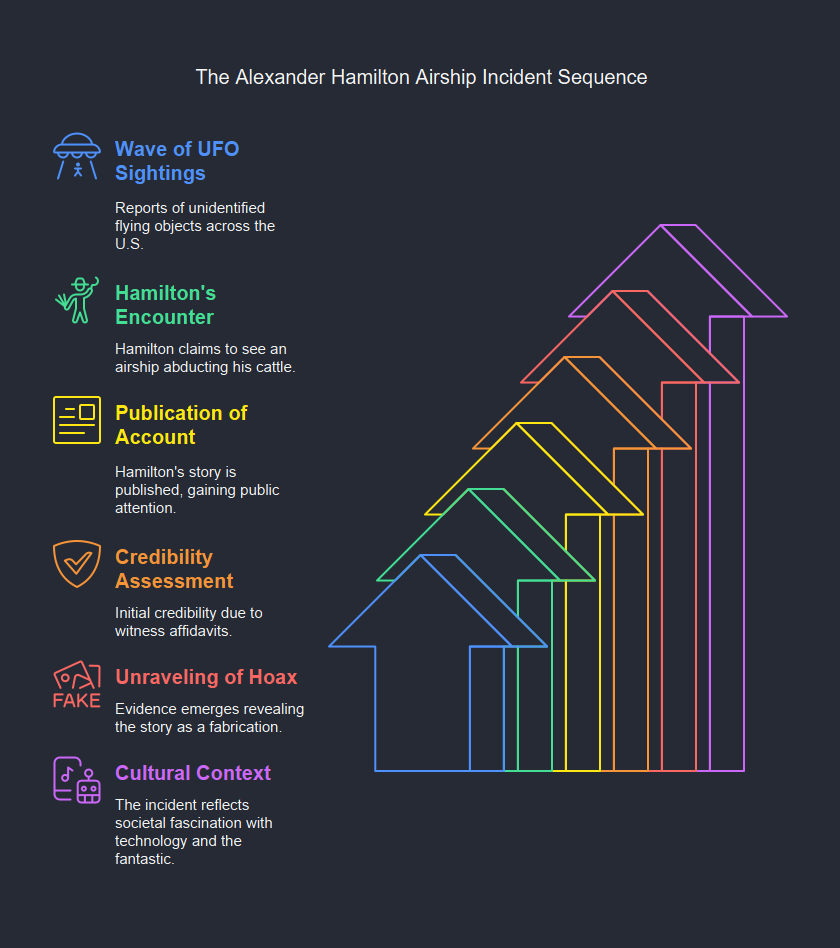 The Alexander Hamilton Airship Incident Sequence
Wave of UFO
Sightings
Reports of unidentified
flying objects across the
U.S.
Hamilton's
Encounter
Hamilton claims to see an
airship abducting his cattle.
Publication of
Account
Hamilton's story is
published, gaining public
attention.
Credibility
Assessment
Initial credibility due to
witness affidavits.
FAKE
Unraveling of Hoax
Evidence emerges revealing
the story as a fabrication.
Cultural Context
The incident reflects
societal fascination with
technology and the
fantastic.